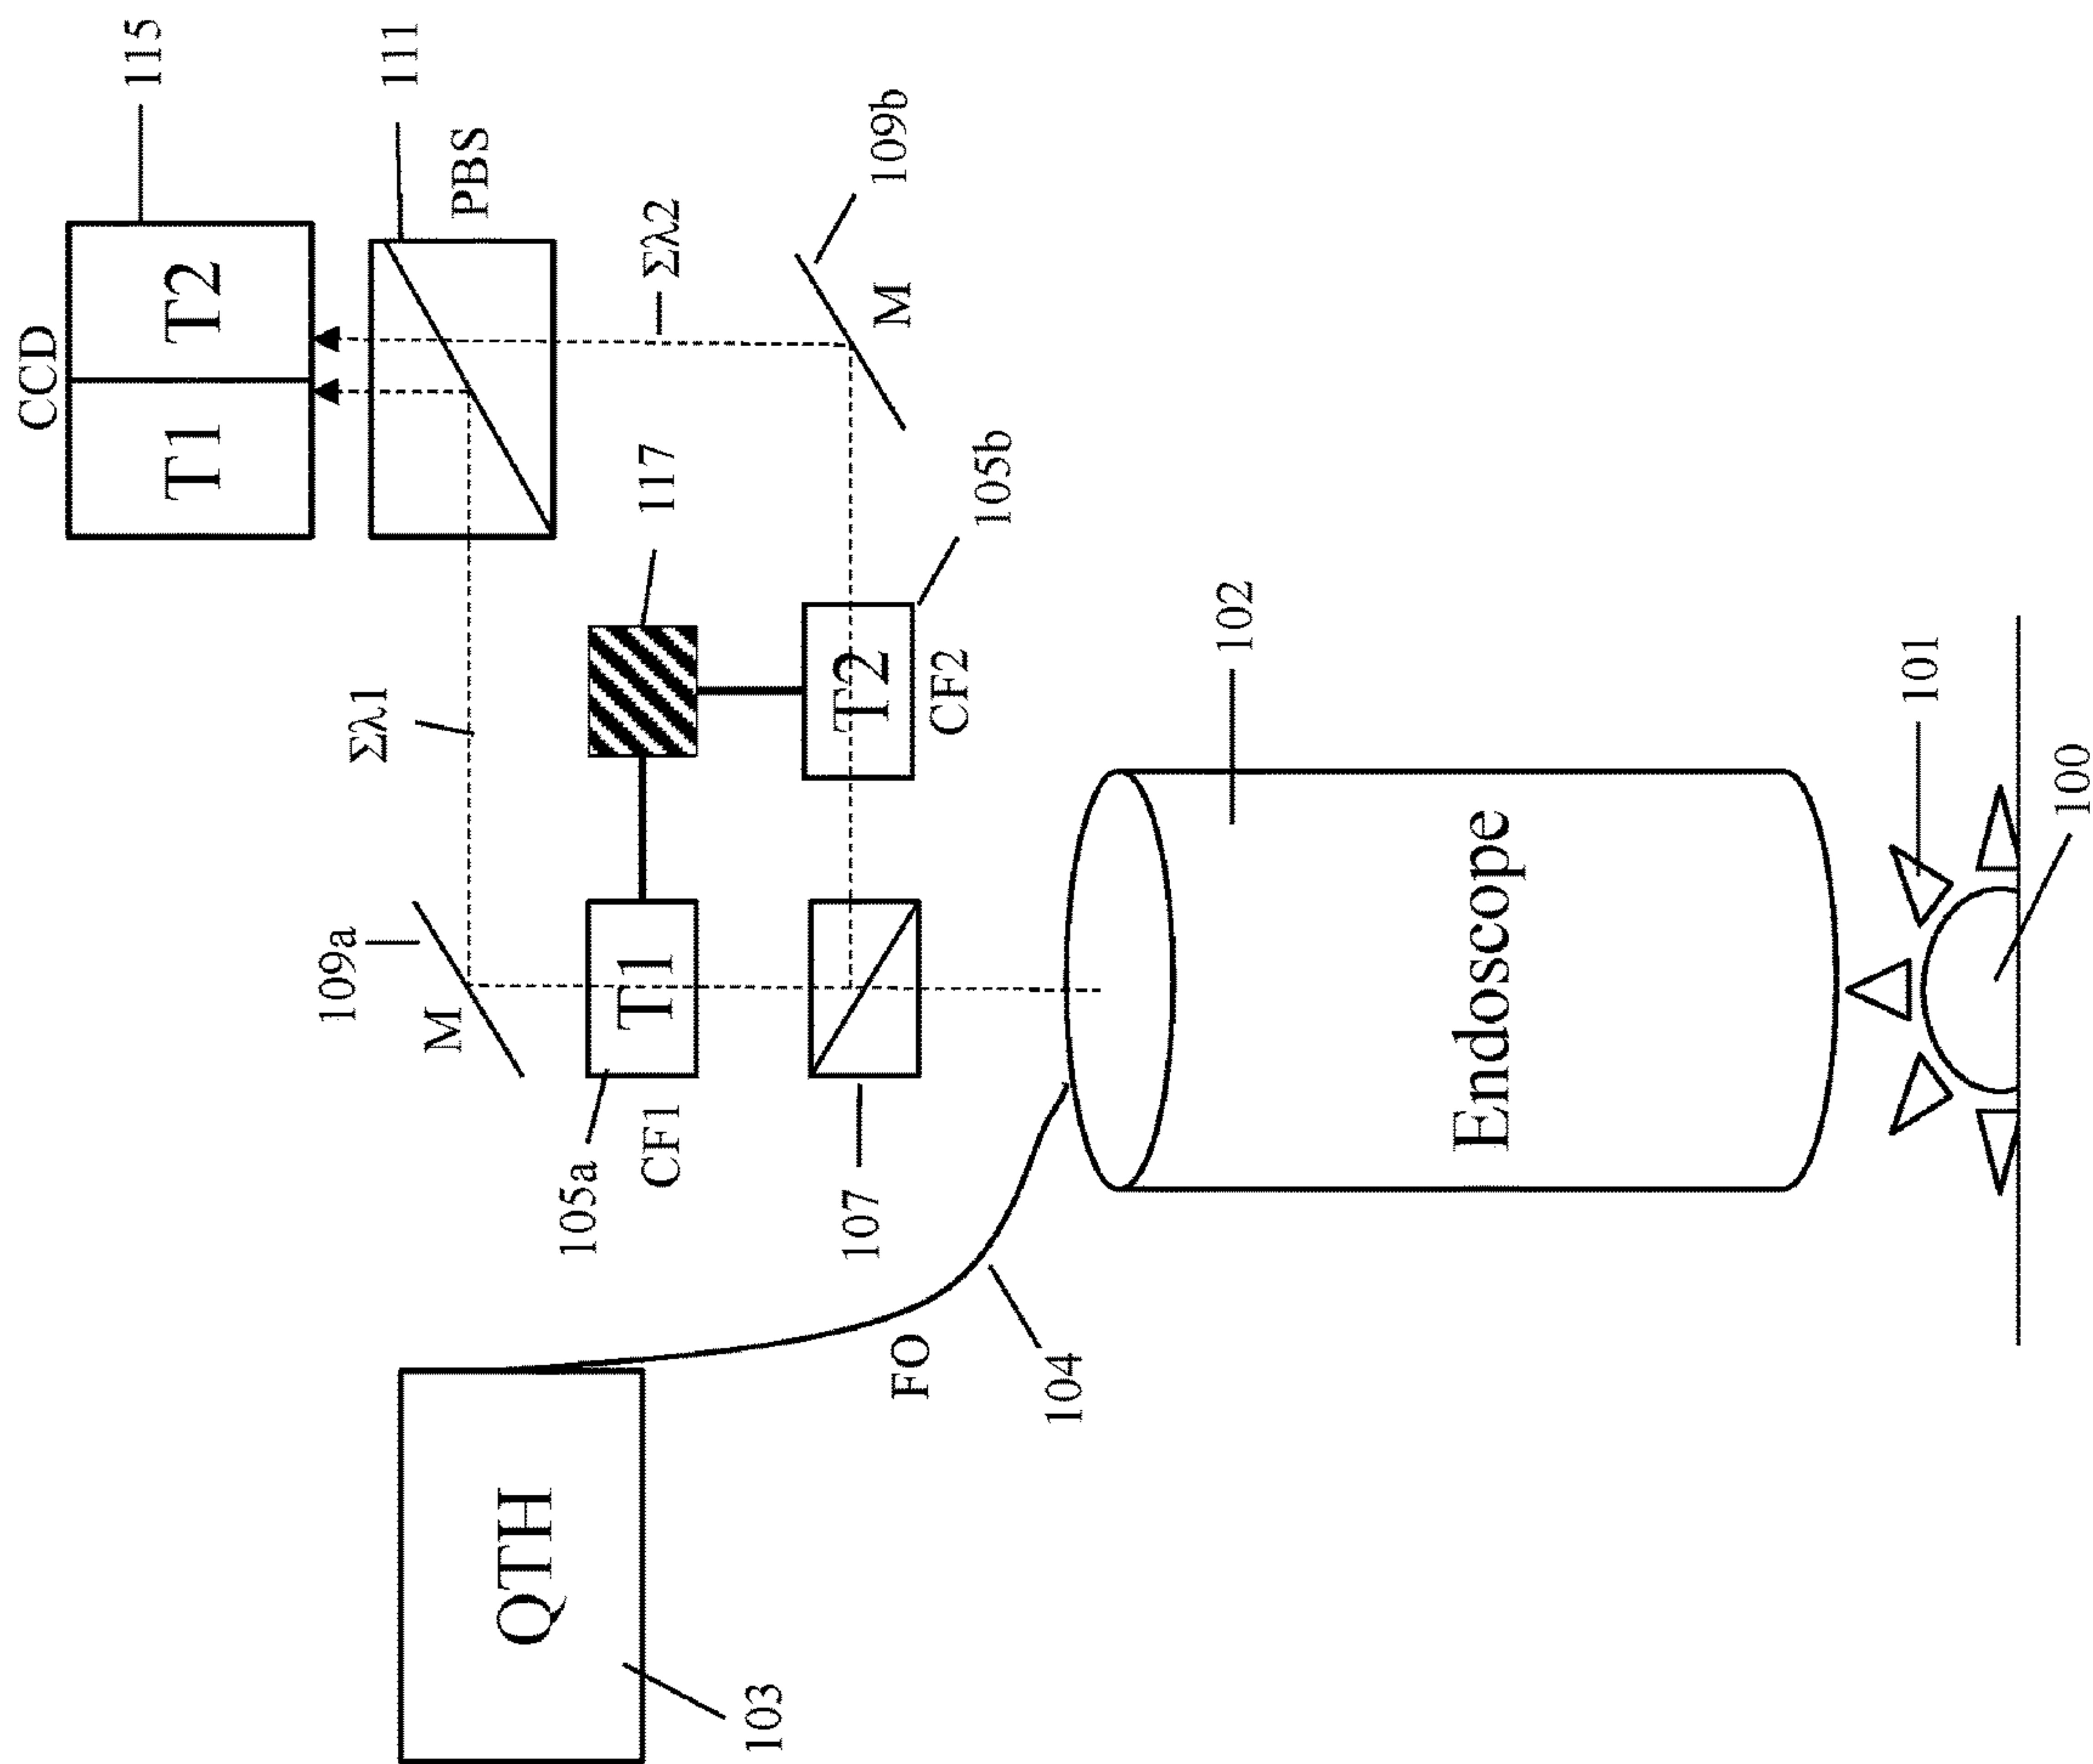 CCD
T1
T2
115
111
PBS
Σλ1
Σλ2
109a
M
117
109b
M
T1
105a
CF1
T2
105b
CF2
107
QTH
103
FO
104
102
Endoscope
101
100